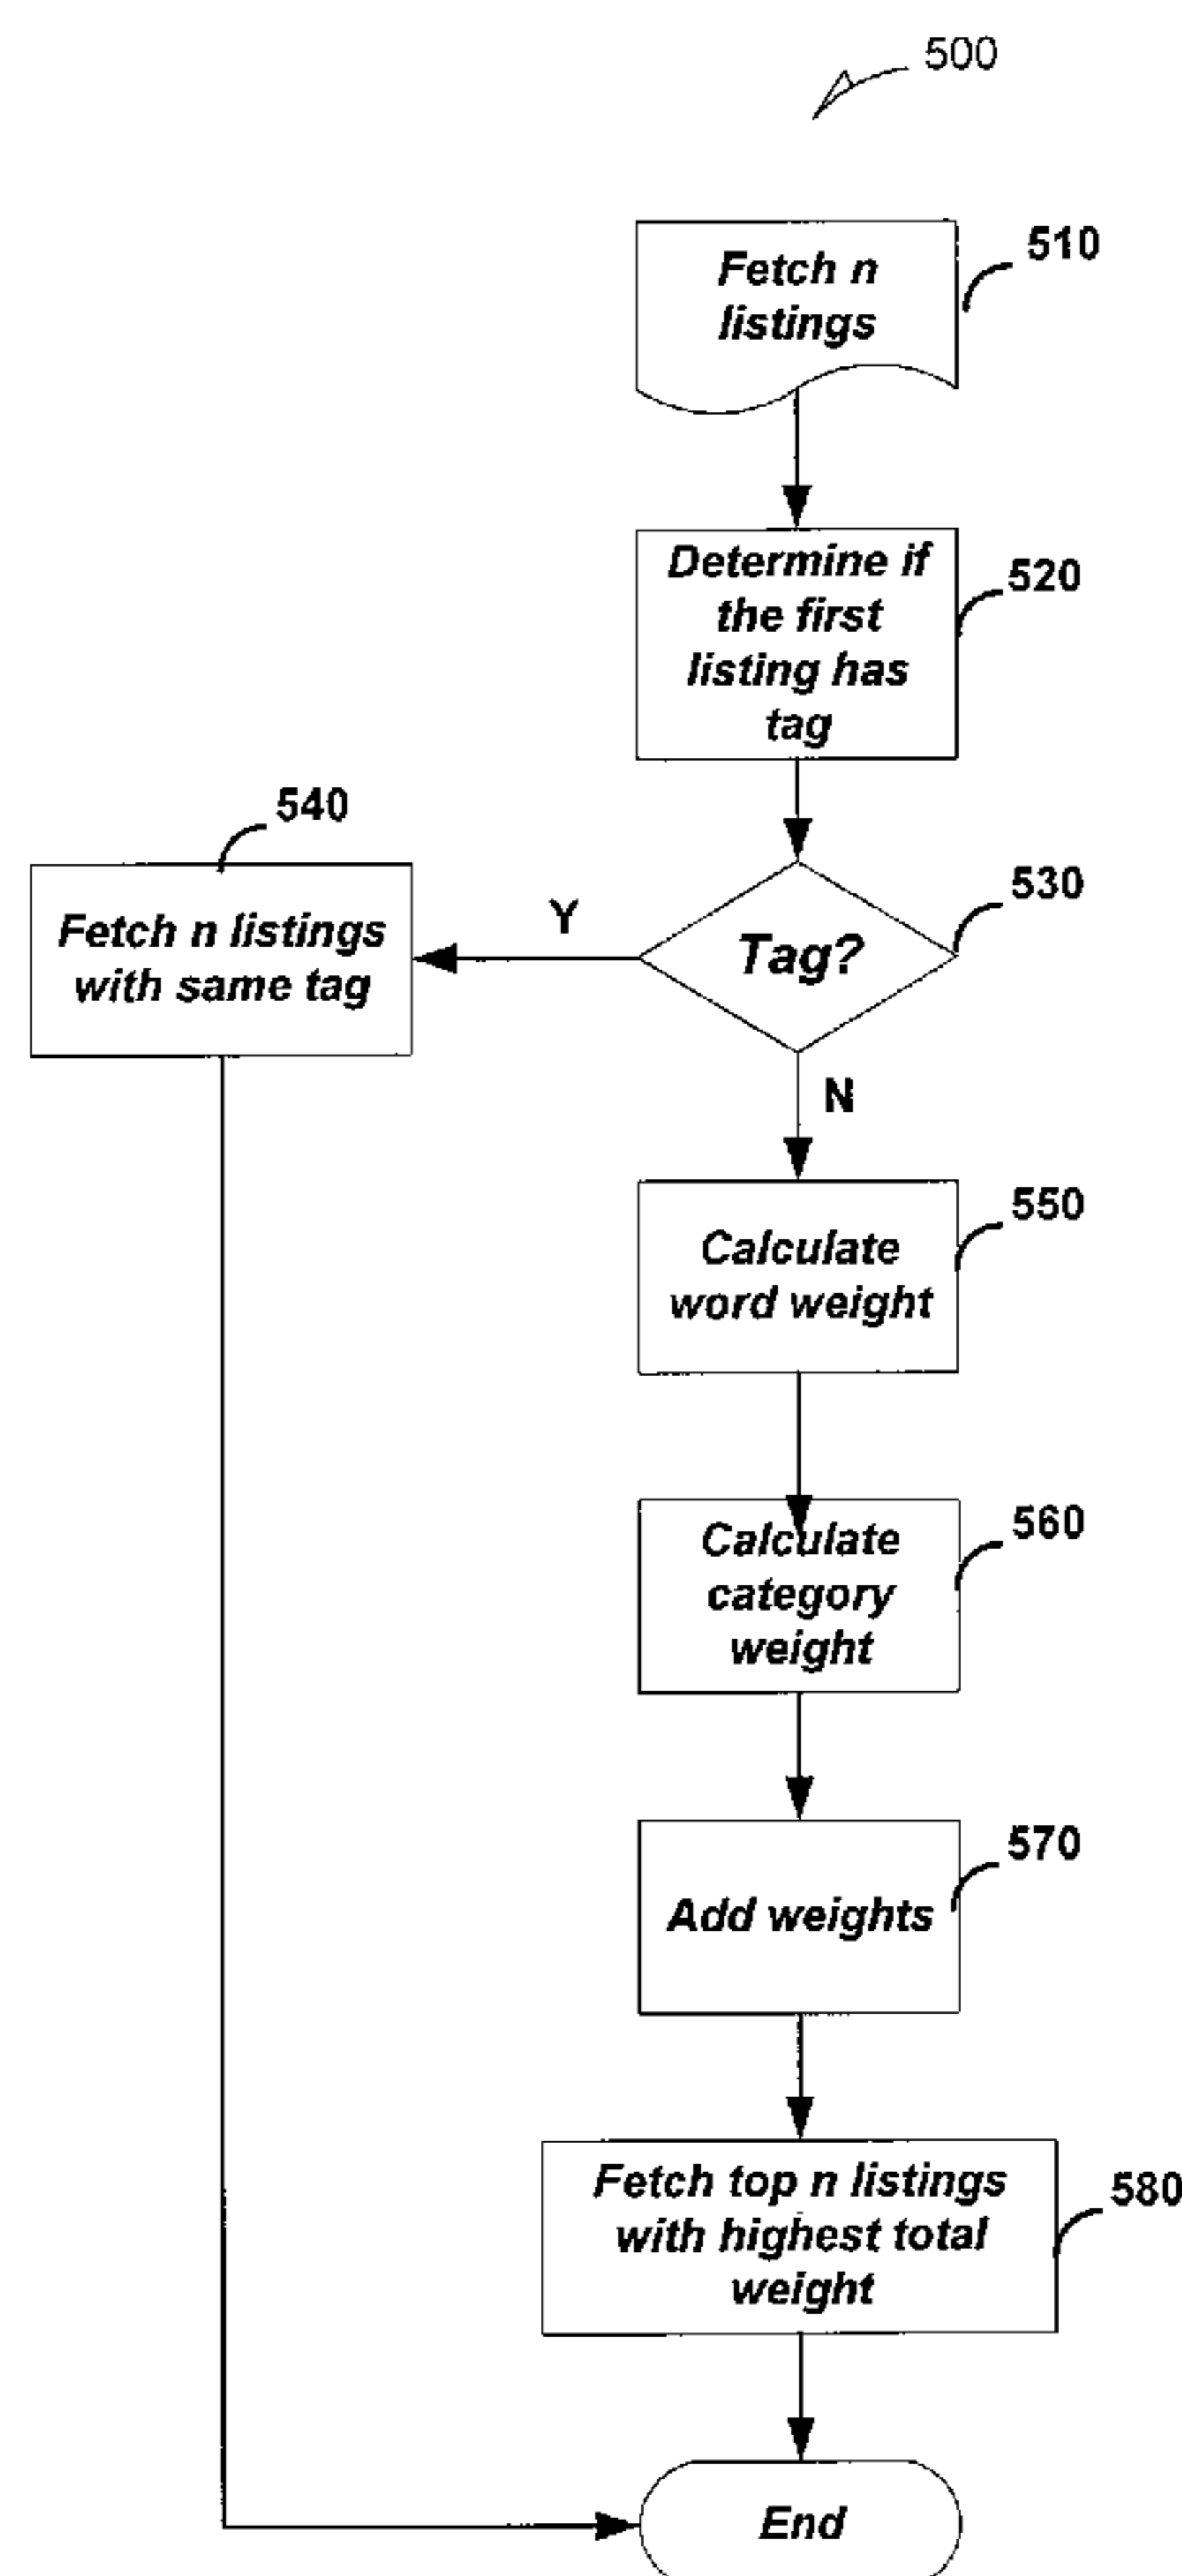 500
Fetch n
listings
510
Determine if
the first
listing has
tag
520
540
Fetch n listings
with same tag
Y
Tag?
530
N
Calculate
word weight
550
Calculate
category
weight
560
Add weights
570
Fetch top n listings
with highest total
weight
580
End